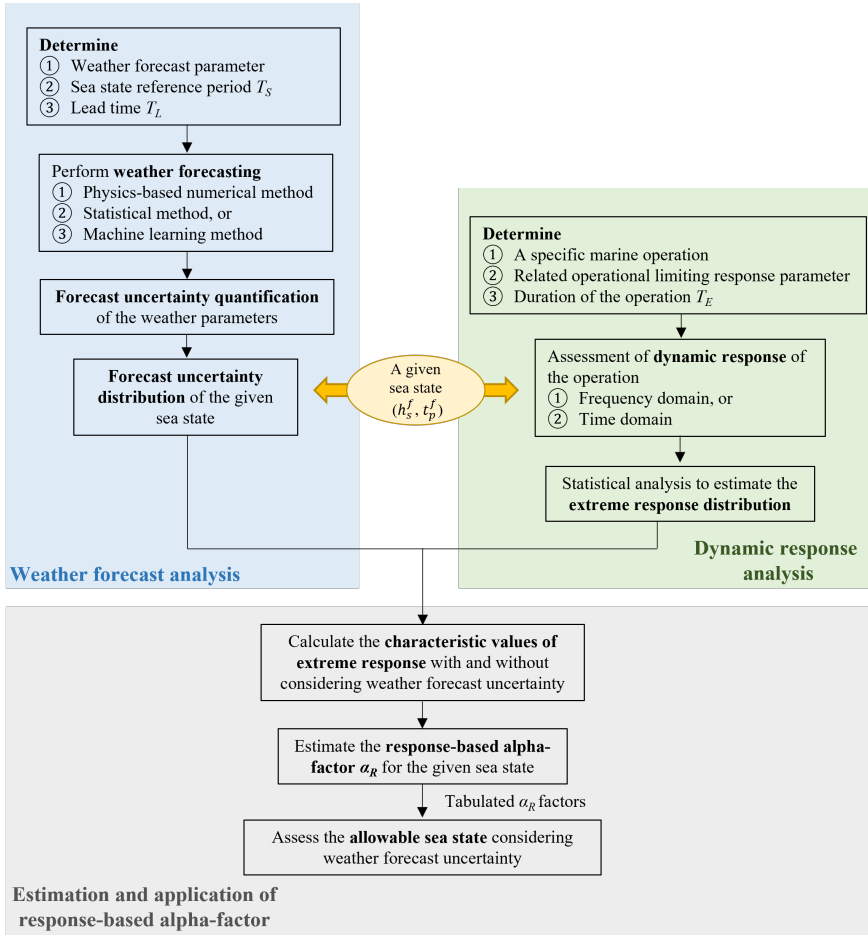 Determine
① Weather forecast parameter
② Sea state reference period T_S
③ Lead time T_L
Perform weather forecasting
① Physics-based numerical method
② Statistical method, or
③ Machine learning method
Forecast uncertainty quantification
of the weather parameters
Forecast uncertainty
distribution of the given
sea state
Weather forecast analysis
A given
sea state
(h_s^f, t_p^f)
Determine
① A specific marine operation
② Related operational limiting response parameter
③ Duration of the operation T_E
Assessment of dynamic response of
the operation
① Frequency domain, or
② Time domain
Statistical analysis to estimate the
extreme response distribution
Dynamic response
analysis
Calculate the characteristic values of
extreme response with and without
considering weather forecast uncertainty
Estimate the response-based alpha-
factor α_R for the given sea state
Tabulated α_R factors
Assess the allowable sea state considering
weather forecast uncertainty
Estimation and application of
response-based alpha-factor